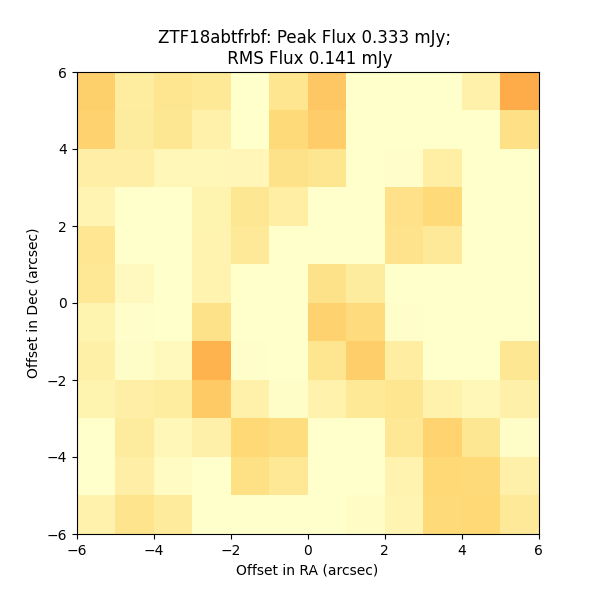 ZTF18abtfrbf: Peak Flux 0.333 mJy;
RMS Flux 0.141 mJy
6
4
2
0
−2
−4
−6
Offset in Dec (arcsec)
−6 −4 −2 0 2 4 6
Offset in RA (arcsec)